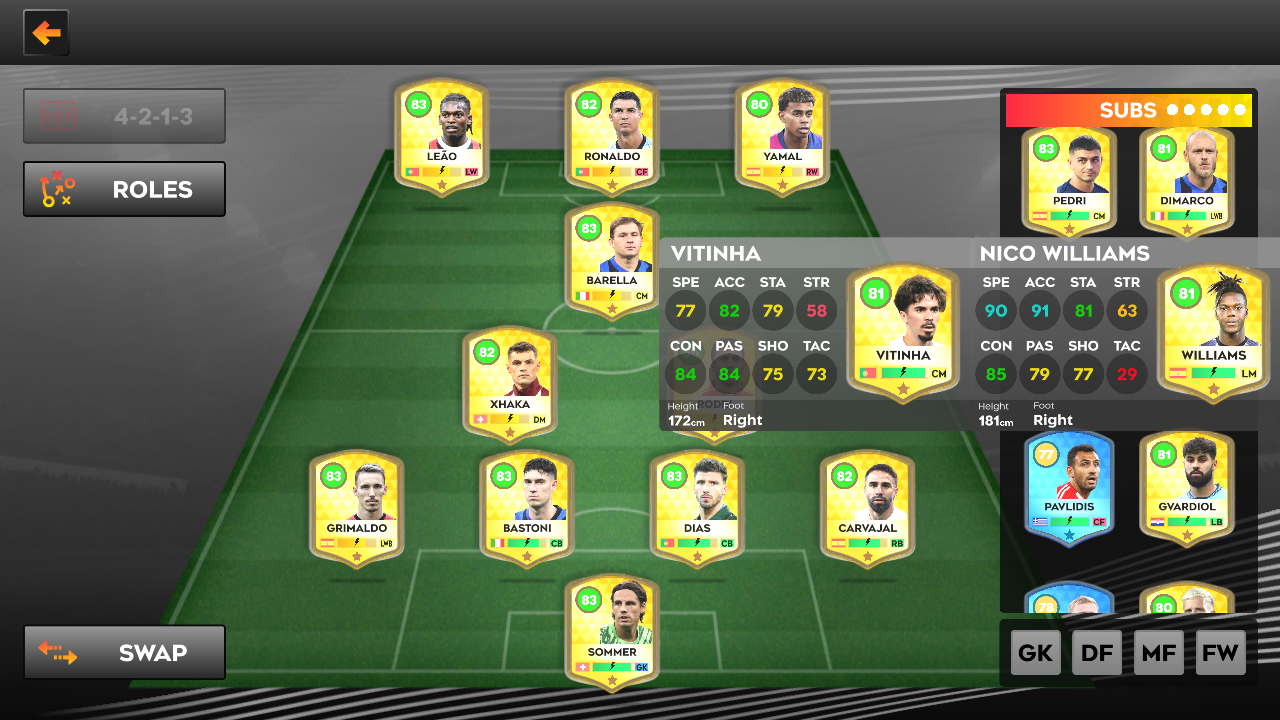 4-2-1-3
ROLES
83
LEÃO
LW
82
RONALDO
CF
80
YAMAL
RW
SUBS
83
PEDRI
CM
81
DIMARCO
LWB
83
BARELLA
CM
VITINHA
SPE ACC STA STR
77 82 79 58
CON PAS SHO TAC
84 84 75 73
Height Foot
172cm Right
81
VITINHA
CM
NICO WILLIAMS
SPE ACC STA STR
90 91 81 63
CON PAS SHO TAC
85 79 77 29
Height Foot
181cm Right
81
WILLIAMS
LM
82
XHAKA
DM
83
GRIMALDO
LWB
83
BASTONI
CB
83
DIAS
CB
82
CARVAJAL
RB
77
PAVLIDIS
CF
81
GVARDIOL
LB
78
80
83
SOMMER
GK
SWAP
GK DF MF FW